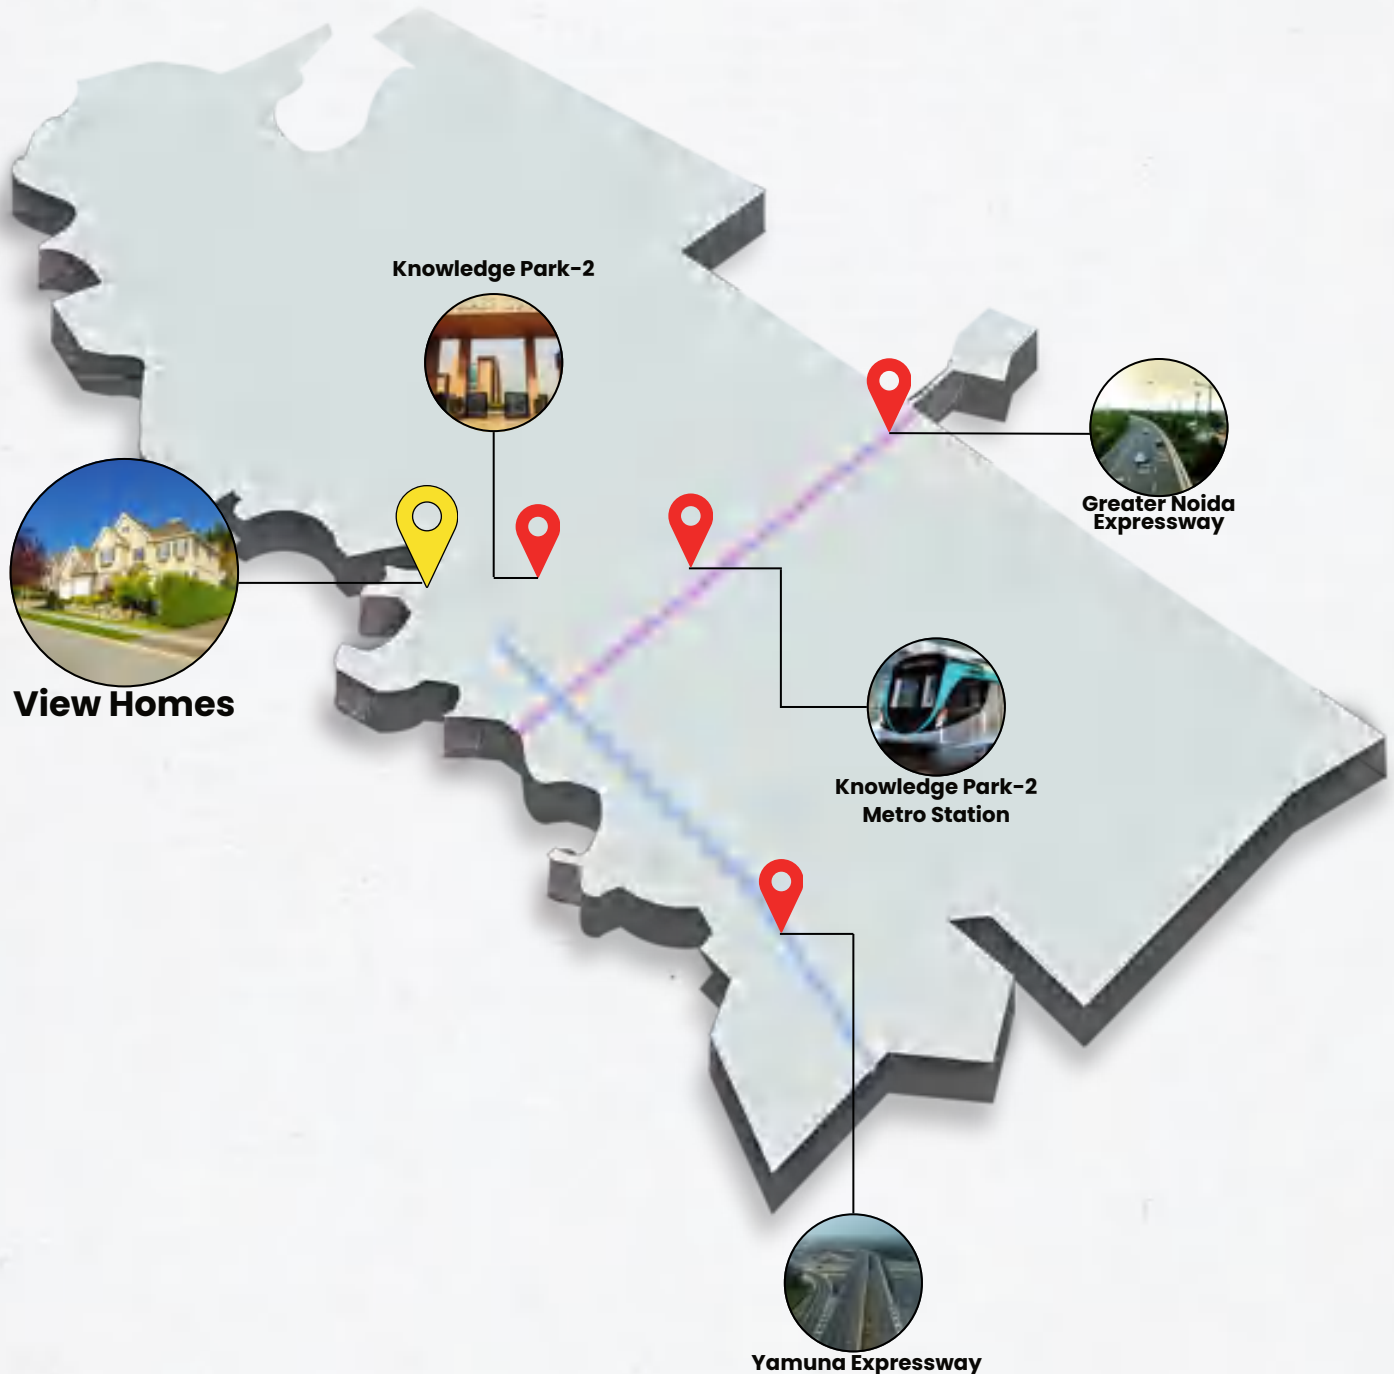 Knowledge Park-2
Greater Noida
Expressway
View Homes
Knowledge Park-2
Metro Station
Yamuna Expressway